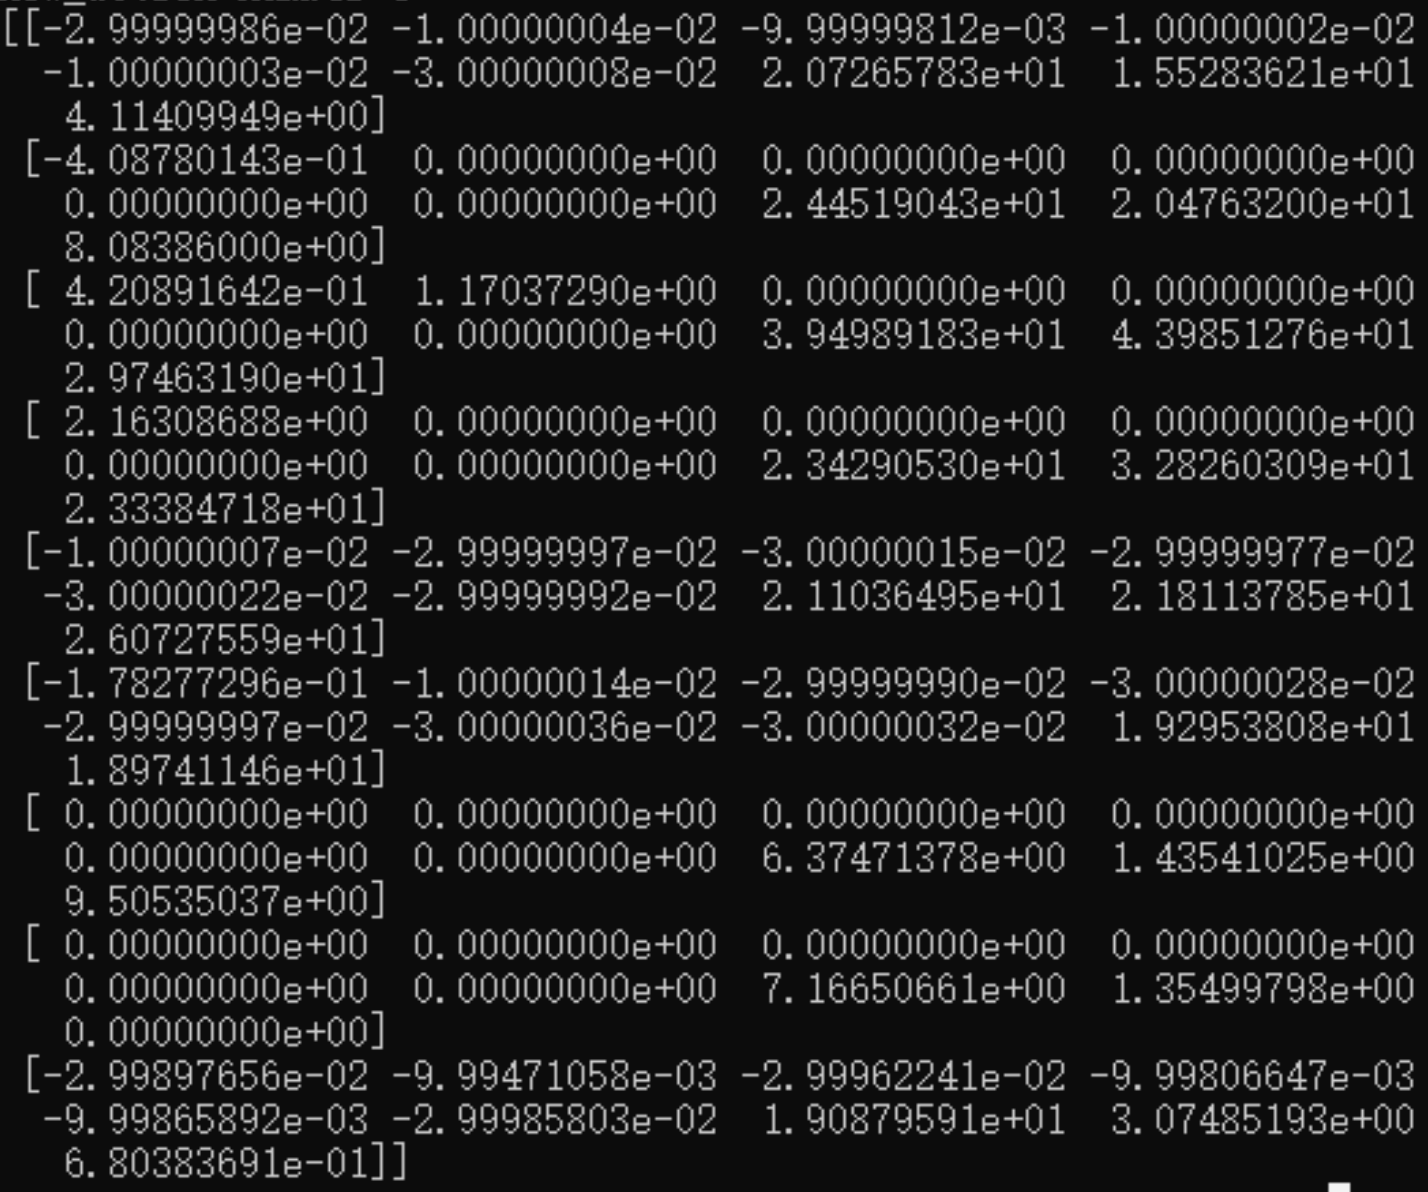 [[-2.99999986e-02 -1.00000004e-02 -9.99999812e-03 -1.00000002e-02
-1.00000003e-02 -3.00000008e-02 2.07265783e+01 1.55283621e+01
4.11409949e+00]
[-4.08780143e-01 0.00000000e+00 0.00000000e+00 0.00000000e+00
0.00000000e+00 0.00000000e+00 2.44519043e+01 2.04763200e+01
8.08386000e+00]
[ 4.20891642e-01 1.17037290e+00 0.00000000e+00 0.00000000e+00
0.00000000e+00 0.00000000e+00 3.94989183e+01 4.39851276e+01
2.97463190e+01]
[ 2.16308688e+00 0.00000000e+00 0.00000000e+00 0.00000000e+00
0.00000000e+00 0.00000000e+00 2.34290530e+01 3.28260309e+01
2.33384718e+01]
[-1.00000007e-02 -2.99999997e-02 -3.00000015e-02 -2.99999977e-02
-3.00000022e-02 -2.99999992e-02 2.11036495e+01 2.18113785e+01
2.60727559e+01]
[-1.78277296e-01 -1.00000014e-02 -2.99999990e-02 -3.00000028e-02
-2.99999997e-02 -3.00000036e-02 -3.00000032e-02 1.92953808e+01
1.89741146e+01]
[ 0.00000000e+00 0.00000000e+00 0.00000000e+00 0.00000000e+00
0.00000000e+00 0.00000000e+00 6.37471378e+00 1.43541025e+00
9.50535037e+00]
[ 0.00000000e+00 0.00000000e+00 0.00000000e+00 0.00000000e+00
0.00000000e+00 0.00000000e+00 7.16650661e+00 1.35499798e+00
0.00000000e+00]
[-2.99897656e-02 -9.99471058e-03 -2.99962241e-02 -9.99806647e-03
-9.99865892e-03 -2.99985803e-02 1.90879591e+01 3.07485193e+00
6.80383691e-01]]